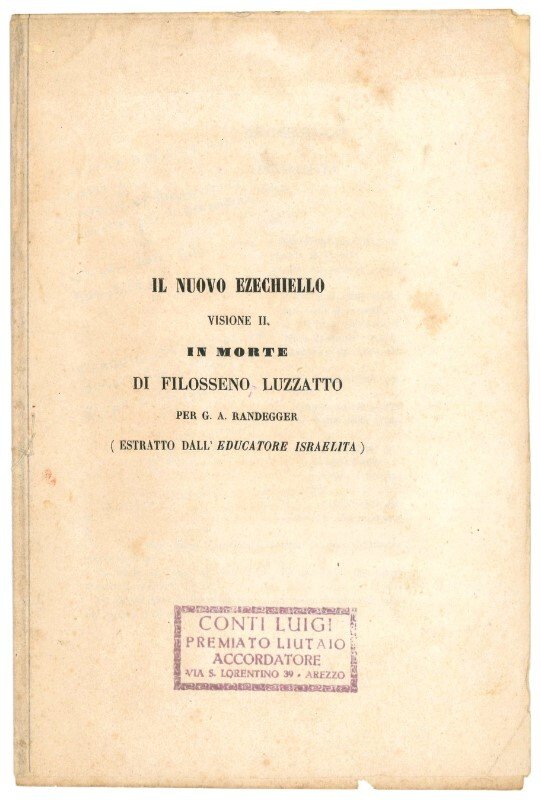 IL NUOVO EZECHIELLO
VISIONE II.
IN MORTE
DI FILOSSENO LUZZATTO
PER G. A. RANDEGGER
( ESTRATTO DALL' EDUCATORE ISRAELITA )
CONTI LUIGI
PREMIATO LIUTAIO
ACCORDATORE
VIA S. LORENTINO 39 - AREZZO